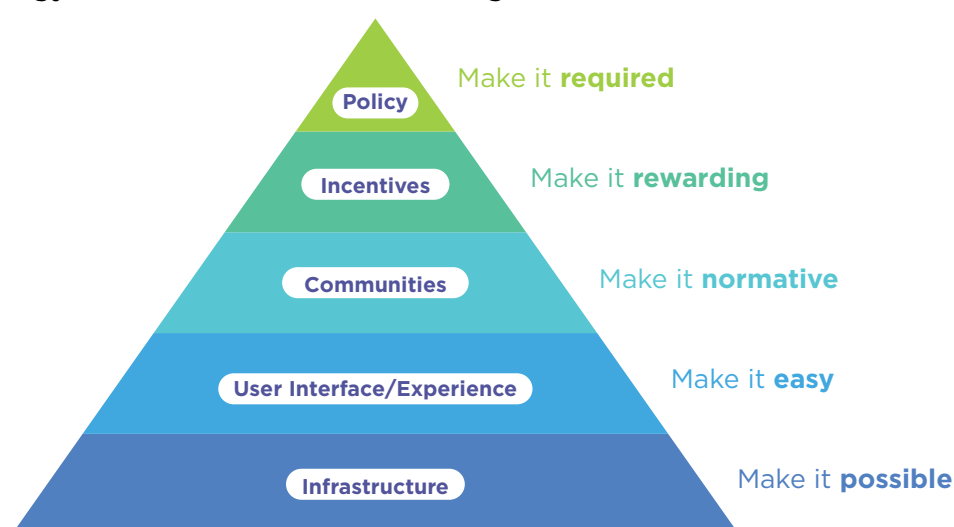 Policy
Make it required
Incentives
Make it rewarding
Communities
Make it normative
User Interface/Experience
Make it easy
Infrastructure
Make it possible